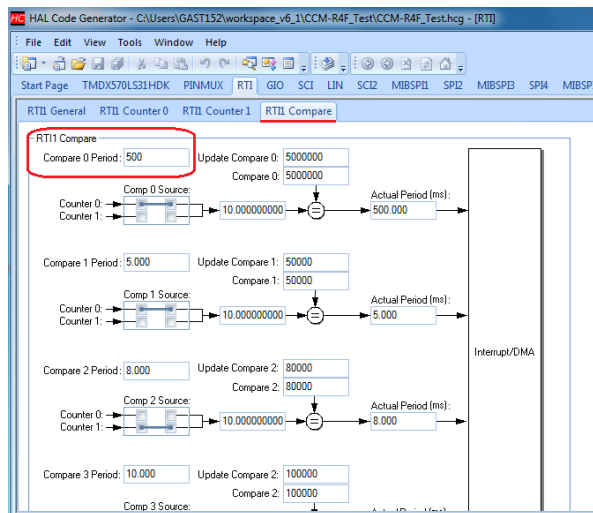 HC HAL Code Generator - C:\Users\GAST152\workspace_v6_1\CCM-R4F_Test\CCM-R4F_Test.hcg - [RTI]
File Edit View Tools Window Help
Start Page TMDX570LS31HDK PINMUX RTI GIO SCI LIN SCI2 MIBSPI1 SPI2 MIBSPI3 SPI4 MIBSP
RTI1 General RTI1 Counter 0 RTI1 Counter 1 RTI1 Compare
RTI1 Compare
Compare 0 Period: 500 Update Compare 0: 5000000
Compare 0: 5000000
Comp 0 Source: Actual Period (ms):
Counter 0: 10.000000000 = 500.000
Counter 1:
Compare 1 Period: 5.000 Update Compare 1: 50000
Compare 1: 50000
Comp 1 Source: Actual Period (ms):
Counter 0: 10.000000000 = 5.000
Counter 1:
Interrupt/DMA
Compare 2 Period: 8.000 Update Compare 2: 80000
Compare 2: 80000
Comp 2 Source: Actual Period (ms):
Counter 0: 10.000000000 = 8.000
Counter 1:
Compare 3 Period: 10.000 Update Compare 2: 100000
Compare 2: 100000
Comp 3 Source: Actual Period (ms):